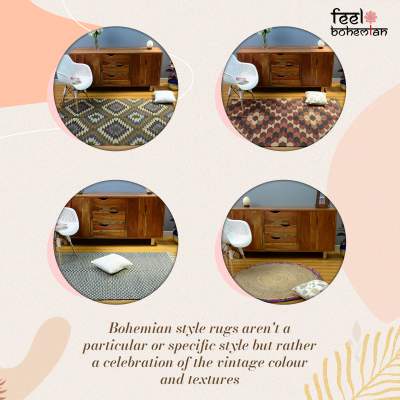 feel
bohemian
Bohemian style rugs aren't a
particular or specific style but rather
a celebration of the vintage colour
and textures